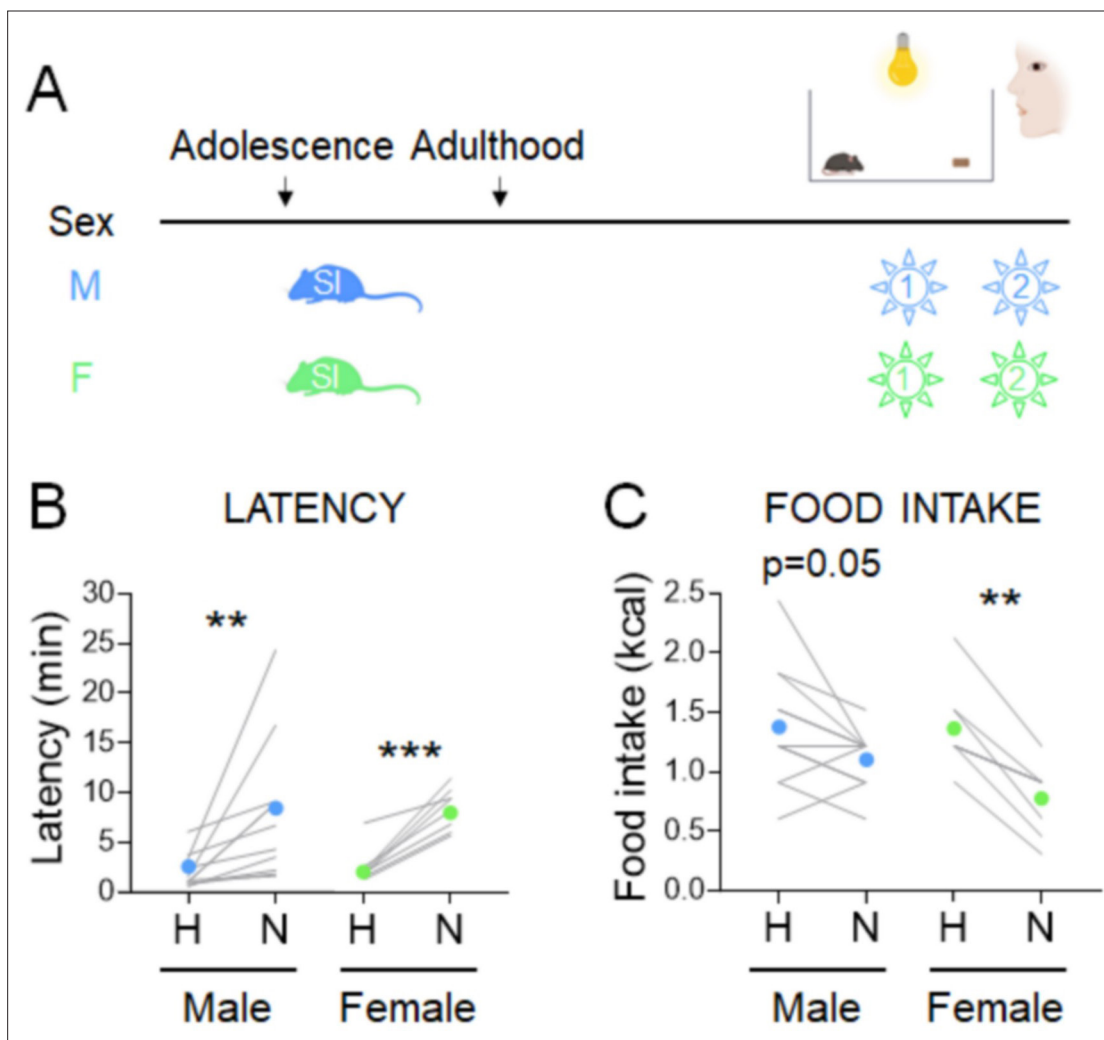 A
Adolescence Adulthood
Sex
M SI 1 2
F SI 1 2
B LATENCY
**
***
Latency (min)
30
25
20
15
10
5
0
H N H N
Male Female
C FOOD INTAKE
p=0.05
**
Food intake (kcal)
2.5
2.0
1.5
1.0
0.5
0.0
H N H N
Male Female